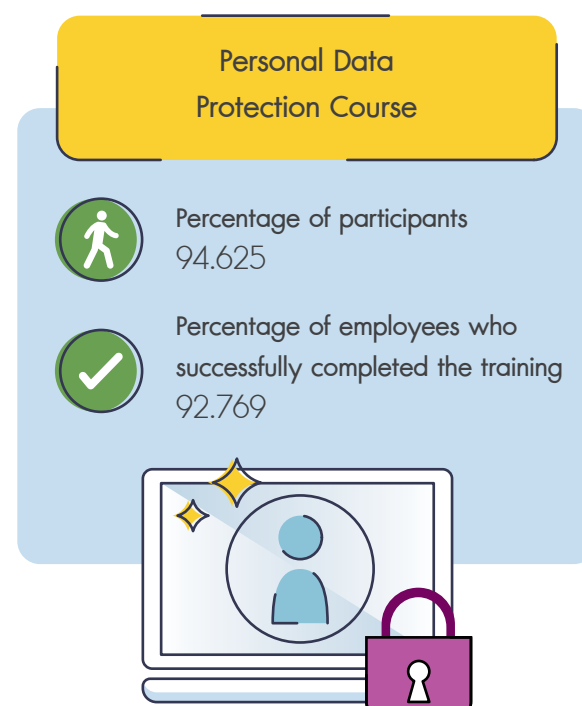 Personal Data
Protection Course
Percentage of participants
94.625
Percentage of employees who
successfully completed the training
92.769